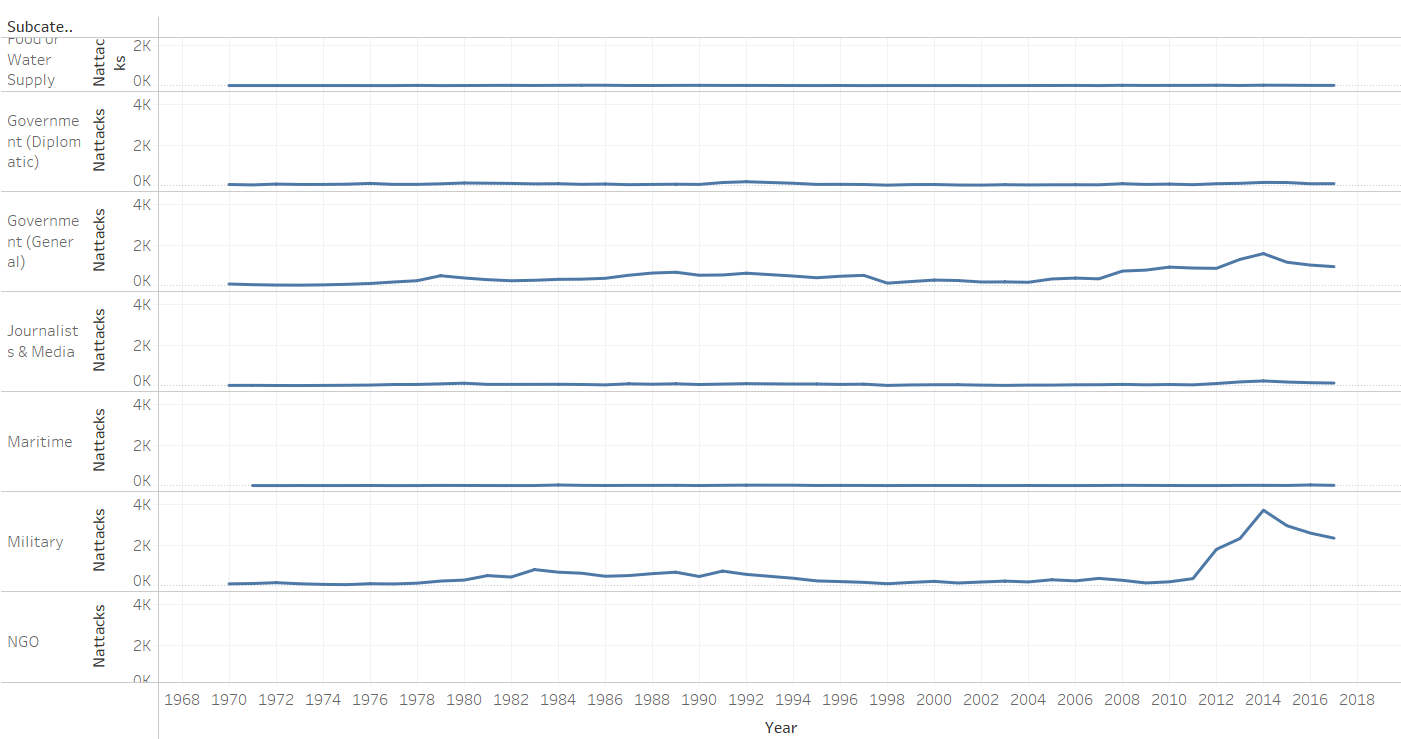 Subcate..
Food or
Water
Supply
Nattac
ks
2K
0K
Governme
nt (Diplom
atic)
Nattacks
4K
2K
0K
Governme
nt (Gener
al)
Nattacks
4K
2K
0K
Journalist
s & Media
Nattacks
4K
2K
0K
Maritime
Nattacks
4K
2K
0K
Military
Nattacks
4K
2K
0K
NGO
Nattacks
4K
2K
0K
1968 1970 1972 1974 1976 1978 1980 1982 1984 1986 1988 1990 1992 1994 1996 1998 2000 2002 2004 2006 2008 2010 2012 2014 2016 2018
Year